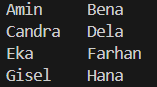 Amin Bena
Candra Dela
Eka Farhan
Gisel Hana